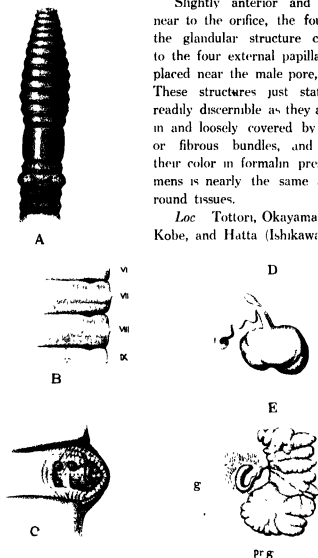 Slightly anterior and
near to the orifice, the fou
the glandular structure c
to the four external papilla
placed near the male pore,
These structures just stat
readily discernible as they a
in and loosely covered by
or fibrous bundles, and
their color in formalin pre
mens is nearly the same
round tissues.
Loc Tottori, Okayama
Kobe, and Hatta (Ishikawa
A
VI
VII
VIII
IX
B
D
E
C
g
pr g